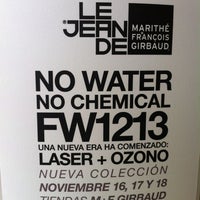 LE
JEAN
DE
MARITHĒ
FRANÇOIS
GIRBAUD
NO WATER
NO CHEMICAL
FW1213
UNA NUEVA ERA HA COMENZADO:
LASER + OZONO
NUEVA COLECCIÓN
NOVIEMBRE 16, 17 Y 18
TIENDAS M+F GIRBAUD